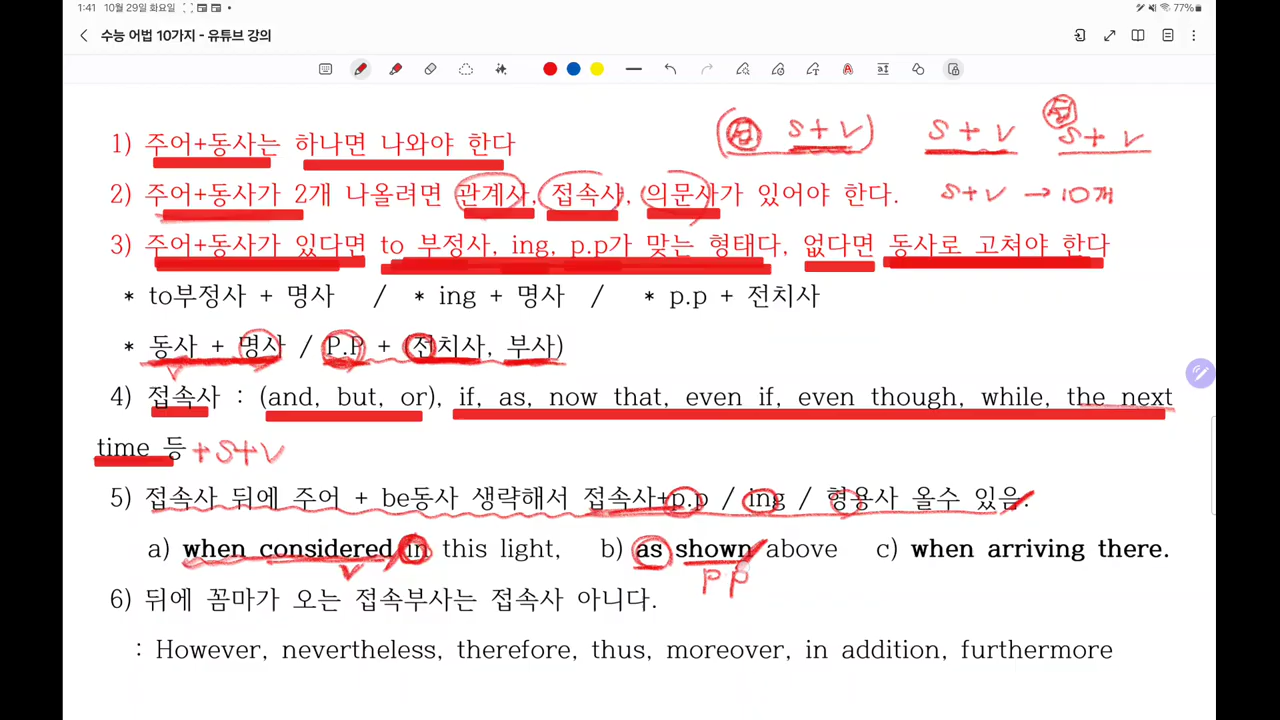 1:41 10월 29일 화요일 77%
수능 어법 10가지 - 유튜브 강의
1) 주어+동사는 하나면 나와야 한다 (접 S+V) S+V 접 S+V
2) 주어+동사가 2개 나올려면 관계사, 접속사, 의문사가 있어야 한다. S+V → 10개
3) 주어+동사가 있다면 to 부정사, ing, p.p가 맞는 형태다, 없다면 동사로 고쳐야 한다
* to부정사 + 명사 / * ing + 명사 / * p.p + 전치사
* 동사 + 명사 / P.P + 전치사, 부사)
4) 접속사 : (and, but, or), if, as, now that, even if, even though, while, the next
time 등 +S+V
5) 접속사 뒤에 주어 + be동사 생략해서 접속사+p.p / ing / 형용사 올수 있음.
a) when considered in this light, b) as shown above c) when arriving there.
PP
6) 뒤에 꼼마가 오는 접속부사는 접속사 아니다.
: However, nevertheless, therefore, thus, moreover, in addition, furthermore